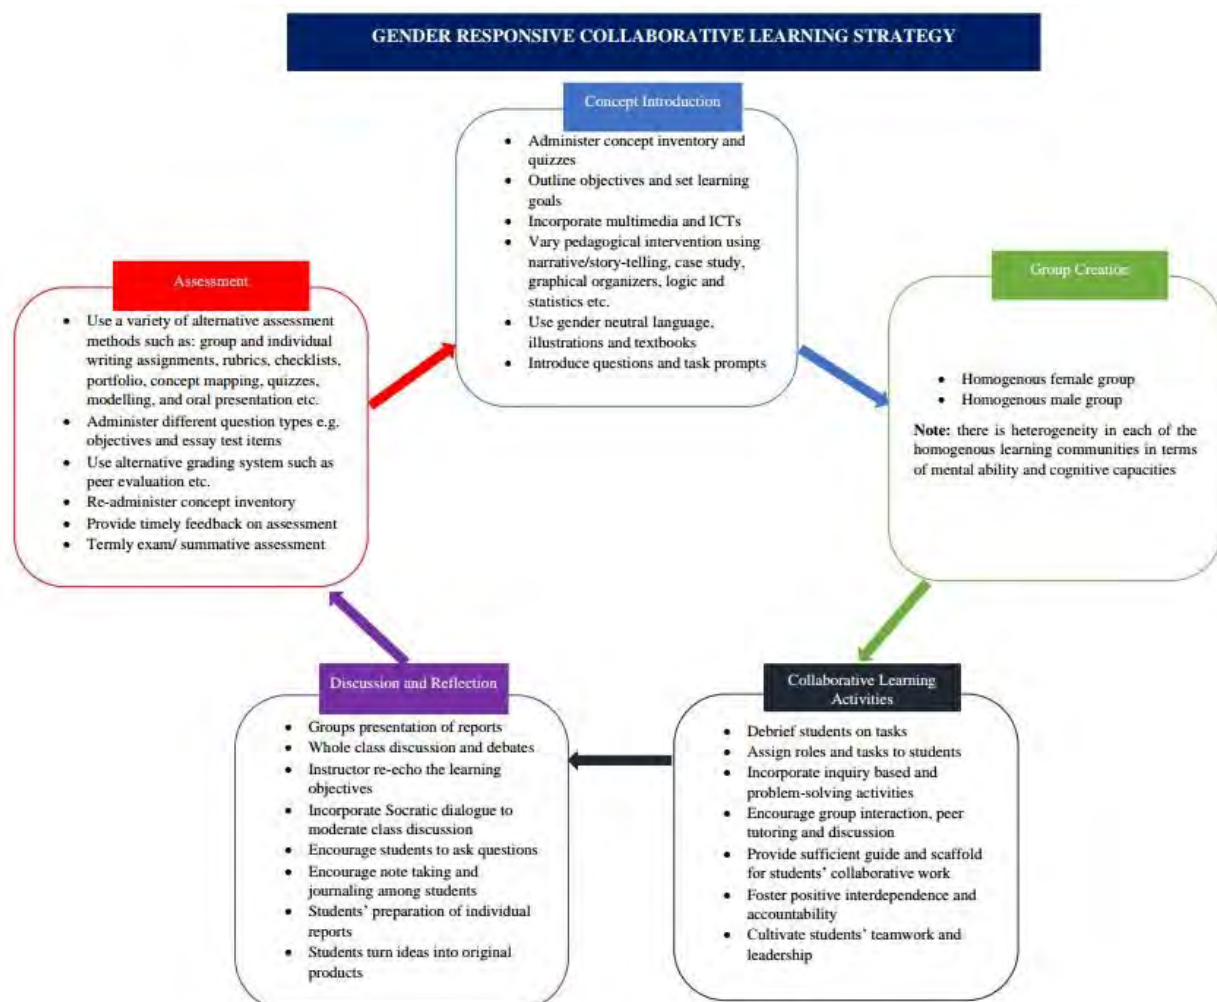 GENDER RESPONSIVE COLLABORATIVE LEARNING STRATEGY
Concept Introduction
• Administer concept inventory and
quizzes
• Outline objectives and set learning
goals
• Incorporate multimedia and ICTs
• Vary pedagogical intervention using
narrative/story-telling, case study,
graphical organizers, logic and
statistics etc.
• Use gender neutral language,
illustrations and textbooks
• Introduce questions and task prompts
Group Creation
• Homogenous female group
• Homogenous male group
Note: there is heterogeneity in each of the
homogenous learning communities in terms
of mental ability and cognitive capacities
Collaborative Learning
Activities
• Debrief students on tasks
• Assign roles and tasks to students
• Incorporate inquiry based and
problem-solving activities
• Encourage group interaction, peer
tutoring and discussion
• Provide sufficient guide and scaffold
for students’ collaborative work
• Foster positive interdependence and
accountability
• Cultivate students’ teamwork and
leadership
Discussion and Reflection
• Groups presentation of reports
• Whole class discussion and debates
• Instructor re-echo the learning
objectives
• Incorporate Socratic dialogue to
moderate class discussion
• Encourage students to ask questions
• Encourage note taking and
journaling among students
• Students’ preparation of individual
reports
• Students turn ideas into original
products
Assessment
• Use a variety of alternative assessment
methods such as: group and individual
writing assignments, rubrics, checklists,
portfolio, concept mapping, quizzes,
modelling, and oral presentation etc.
• Administer different question types e.g.
objectives and essay test items
• Use alternative grading system such as
peer evaluation etc.
• Re-administer concept inventory
• Provide timely feedback on assessment
• Termly exam/ summative assessment